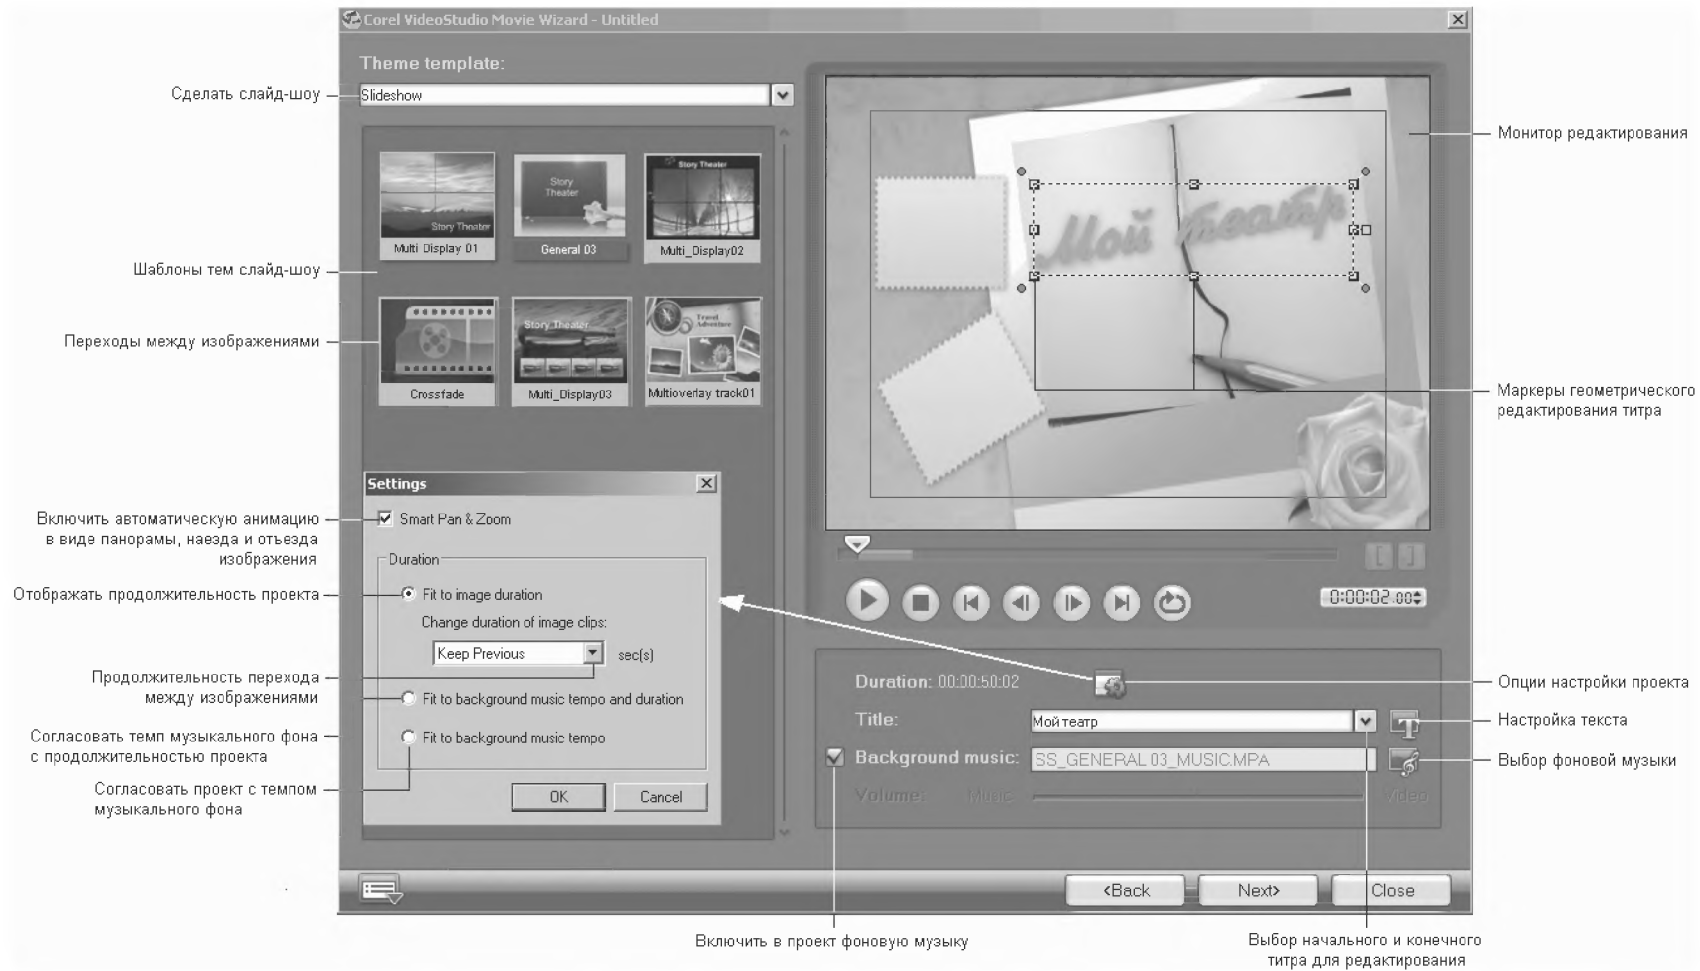 Corel VideoStudio Movie Wizard - Untitled
Theme template:
Сделать слайд-шоу
Slideshow
Монитор редактирования
Story Theater
Multi Display 01
Story
Theater
General 03
Story Theater
Multi_Display02
Мой театр
Шаблоны тем слайд-шоу
Переходы между изображениями
Crossfade
Story Theater
Multi_Display03
Travel
Adventure
Multioverlay track01
Маркеры геометрического
редактирования титра
Settings
Включить автоматическую анимацию
в виде панорамы, наезда и отъезда
изображения
Smart Pan & Zoom
Duration
Отображать продолжительность проекта
Fit to image duration
Change duration of image clips:
Keep Previous
sec(s)
Продолжительность перехода
между изображениями
Fit to background music tempo and duration
Согласовать темп музыкального фона
с продолжительностью проекта
Fit to background music tempo
Согласовать проект с темпом
музыкального фона
OK
Cancel
[ ]
0:00:02.00
Duration: 00:00:50:02
Опции настройки проекта
Title:
Мой театр
Настройка текста
Background music:
SS_GENERAL 03_MUSIC.MPA
Выбор фоновой музыки
Volume:
Music
Video
<Back
Next>
Close
Включить в проект фоновую музыку
Выбор начального и конечного
титра для редактирования